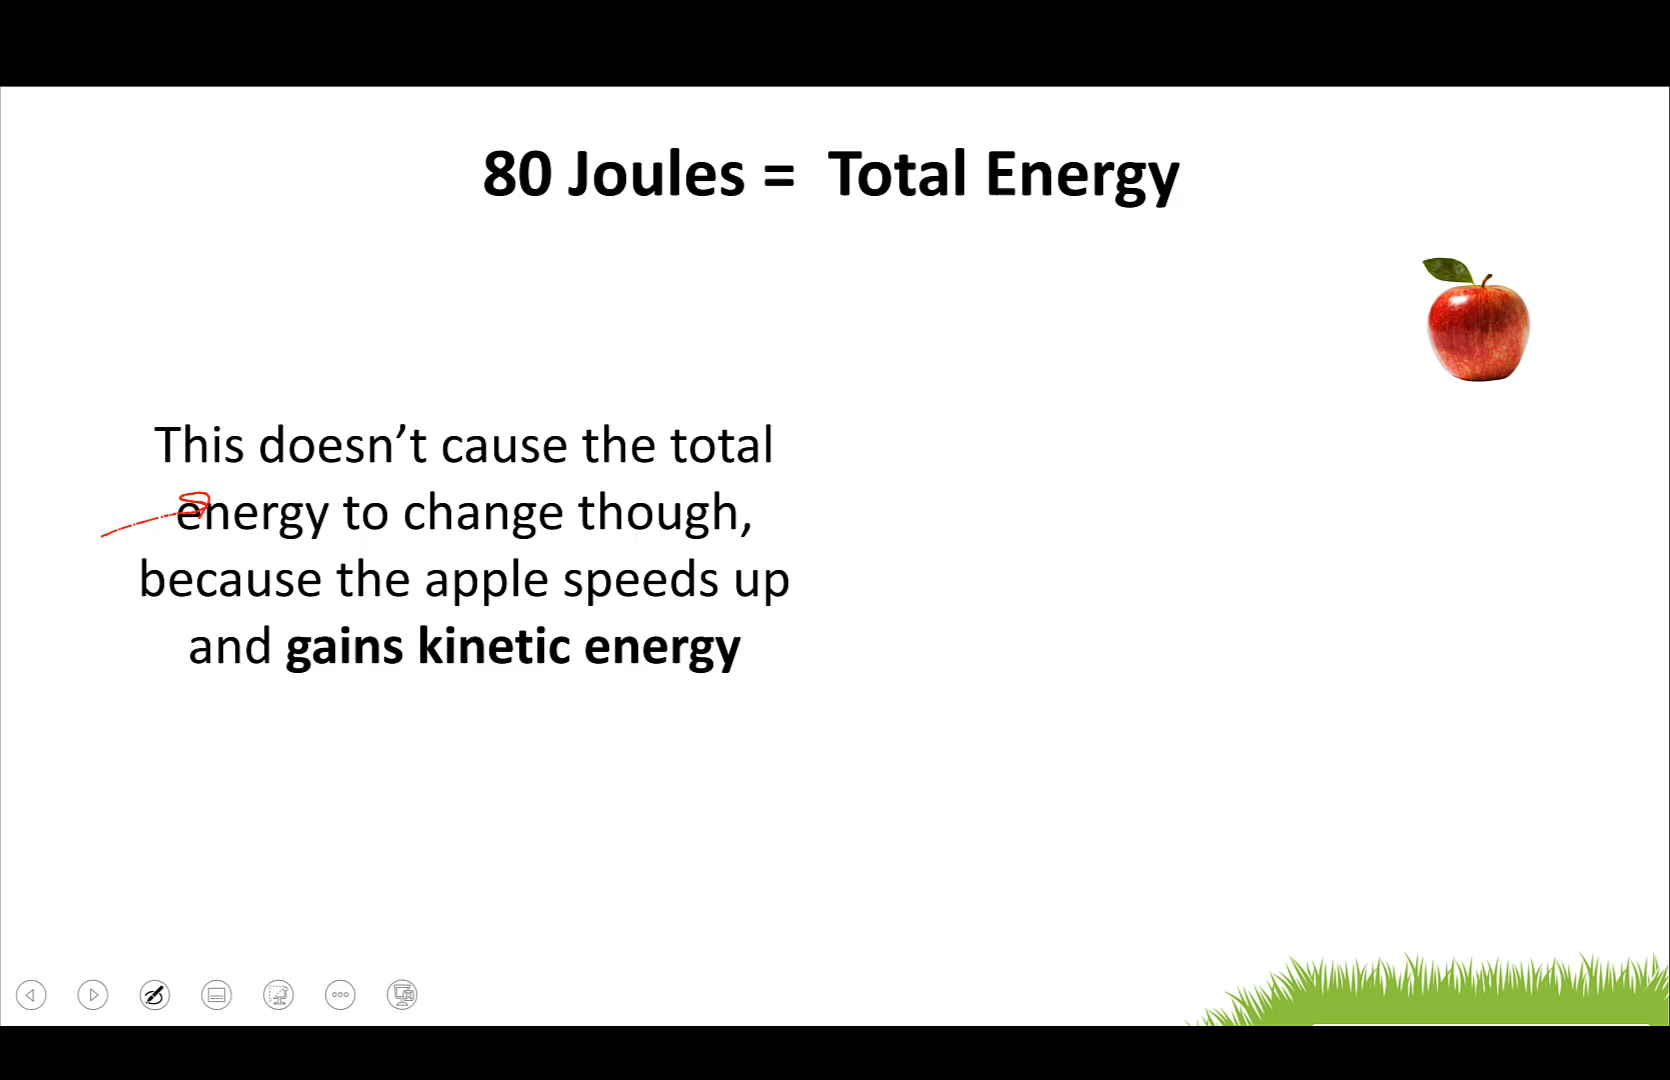 80 Joules = Total Energy
This doesn’t cause the total
energy to change though,
because the apple speeds up
and gains kinetic energy